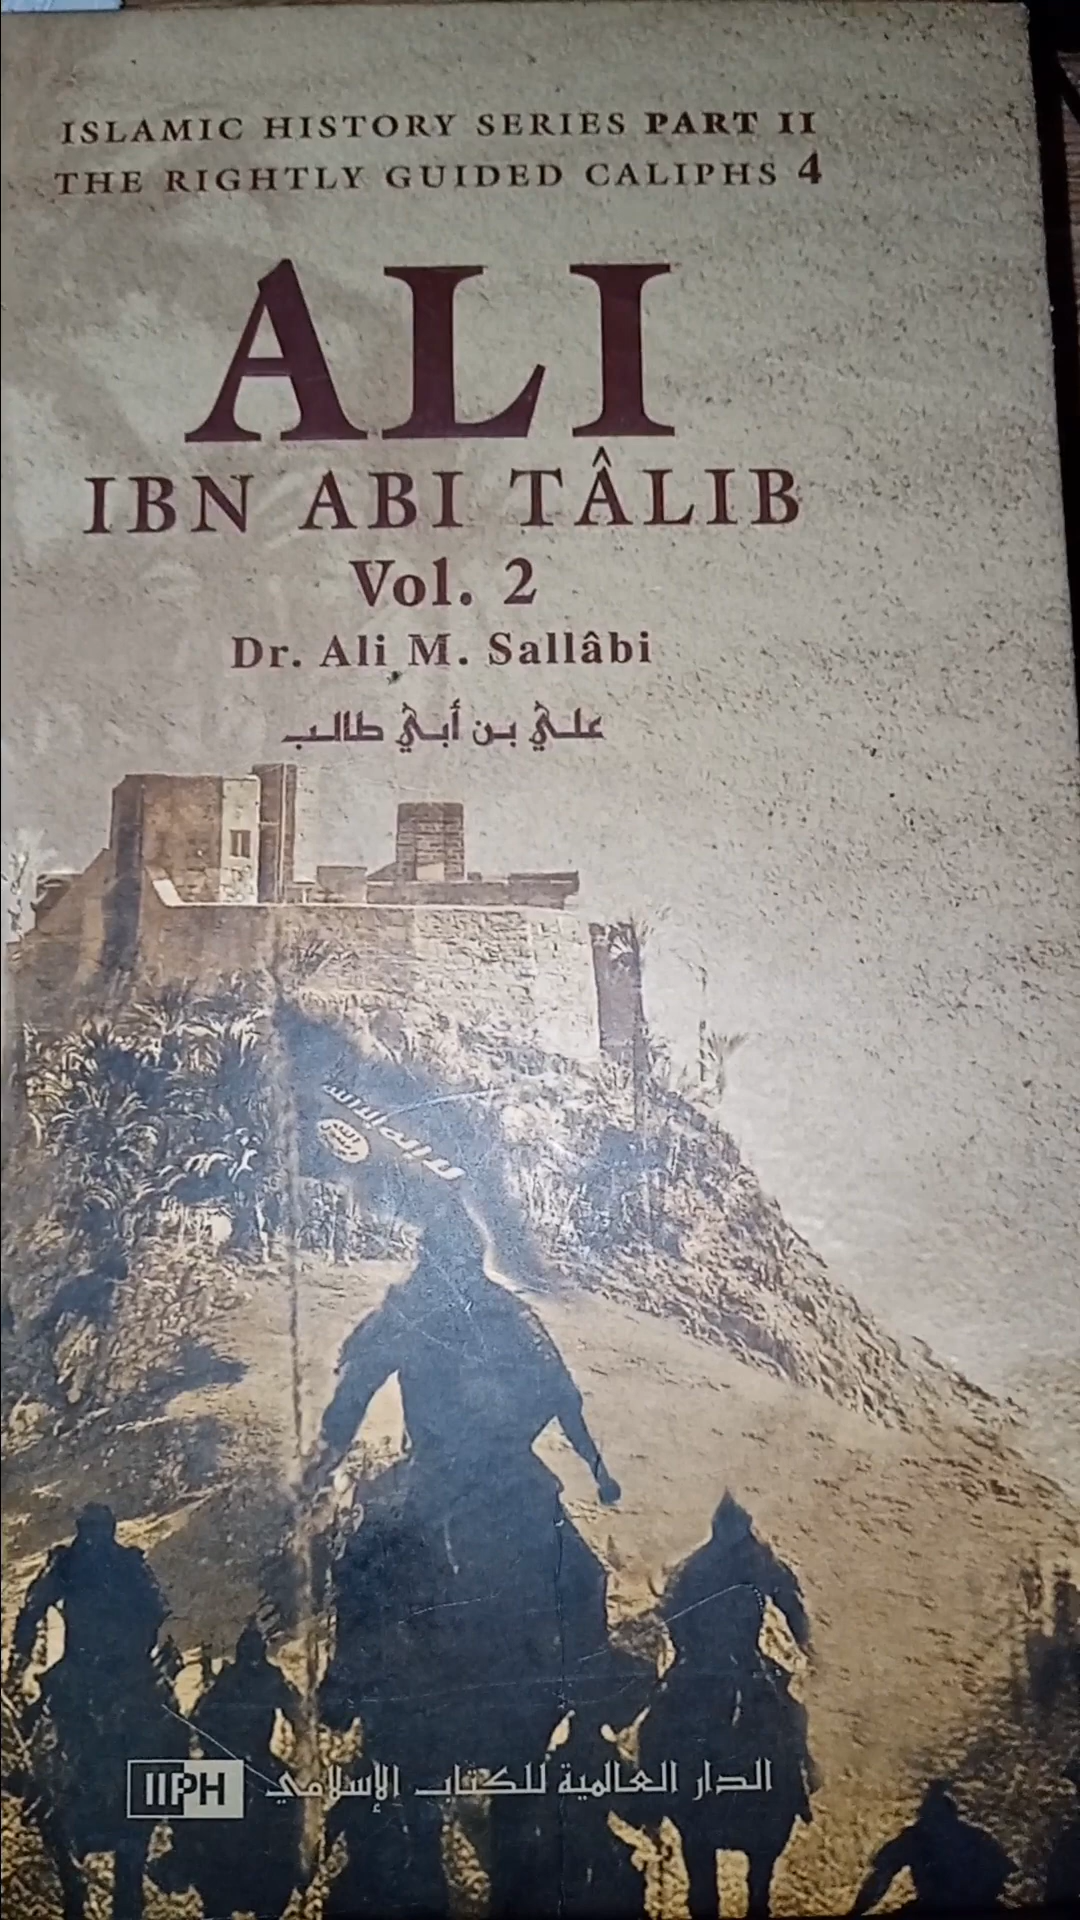 ISLAMIC HISTORY SERIES PART II
THE RIGHTLY GUIDED CALIPHS 4
ALI
IBN ABI TÂLIB
Vol. 2
Dr. Ali M. Sallâbi
علي بن أبي طالب
IIPH الدار العالمية للكتاب الإسلامي